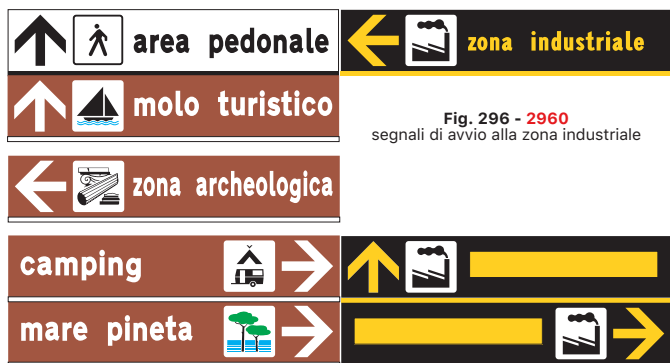 area pedonale
zona industriale
molo turistico
Fig. 296 - 2960
segnali di avvio alla zona industriale
zona archeologica
camping
mare pineta